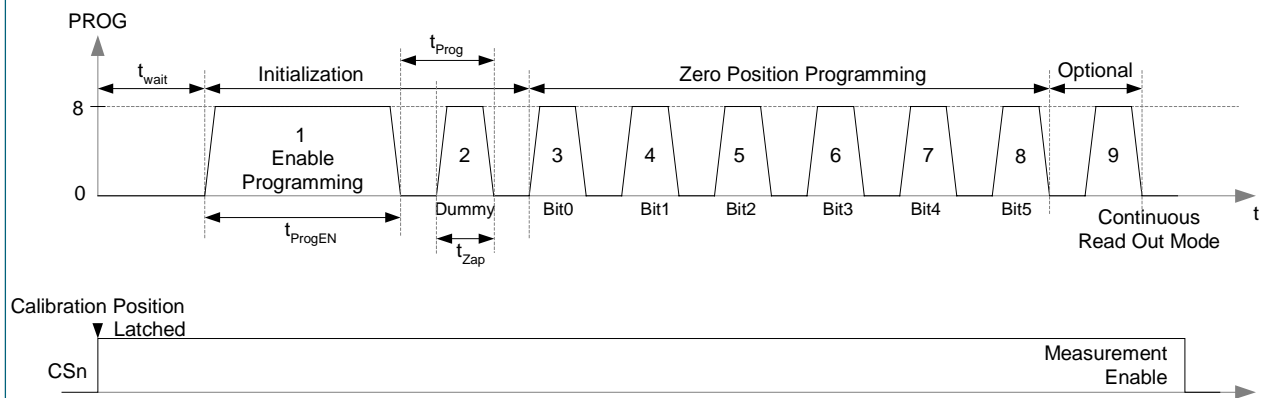 PROG
t_Prog
t_wait
Initialization
Zero Position Programming
Optional
8
1
Enable
Programming
2
3
4
5
6
7
8
9
0
Dummy
Bit0
Bit1
Bit2
Bit3
Bit4
Bit5
t
t_ProgEN
t_Zap
Continuous
Read Out Mode
Calibration Position
Latched
CSn
Measurement
Enable